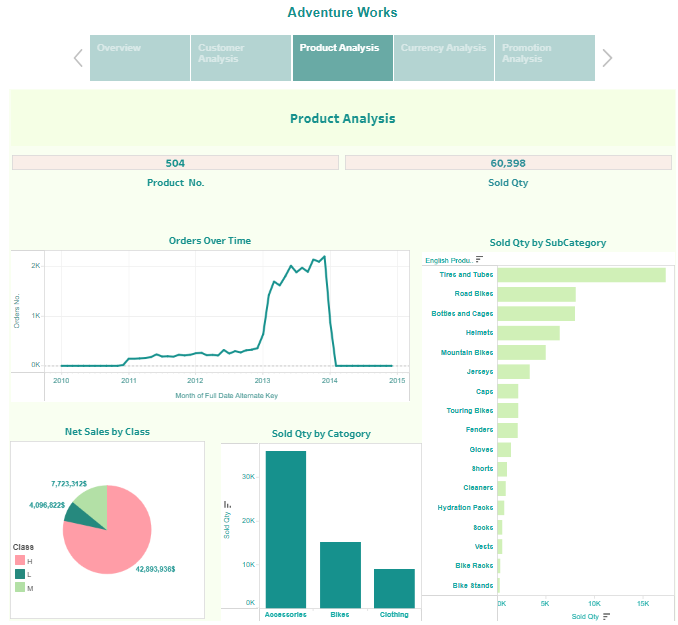 Adventure Works
Overview
Customer Analysis
Product Analysis
Currency Analysis
Promotion Analysis
Product Analysis
504
60,398
Product No.
Sold Qty
Orders Over Time
2K
1K
0K
Orders No.
2010
2011
2012
2013
2014
2015
Month of Full Date Alternate Key
Sold Qty by SubCategory
English Produ..
Tires and Tubes
Road Bikes
Bottles and Cages
Helmets
Mountain Bikes
Jerseys
Caps
Touring Bikes
Fenders
Gloves
Shorts
Cleaners
Hydration Packs
Socks
Vests
Bike Racks
Bike Stands
0K
5K
10K
15K
Sold Qty
Net Sales by Class
7,723,312$
4,096,822$
42,893,936$
Class
H
L
M
Sold Qty by Catogory
30K
20K
10K
0K
Sold Qty
Accessories
Bikes
Clothing